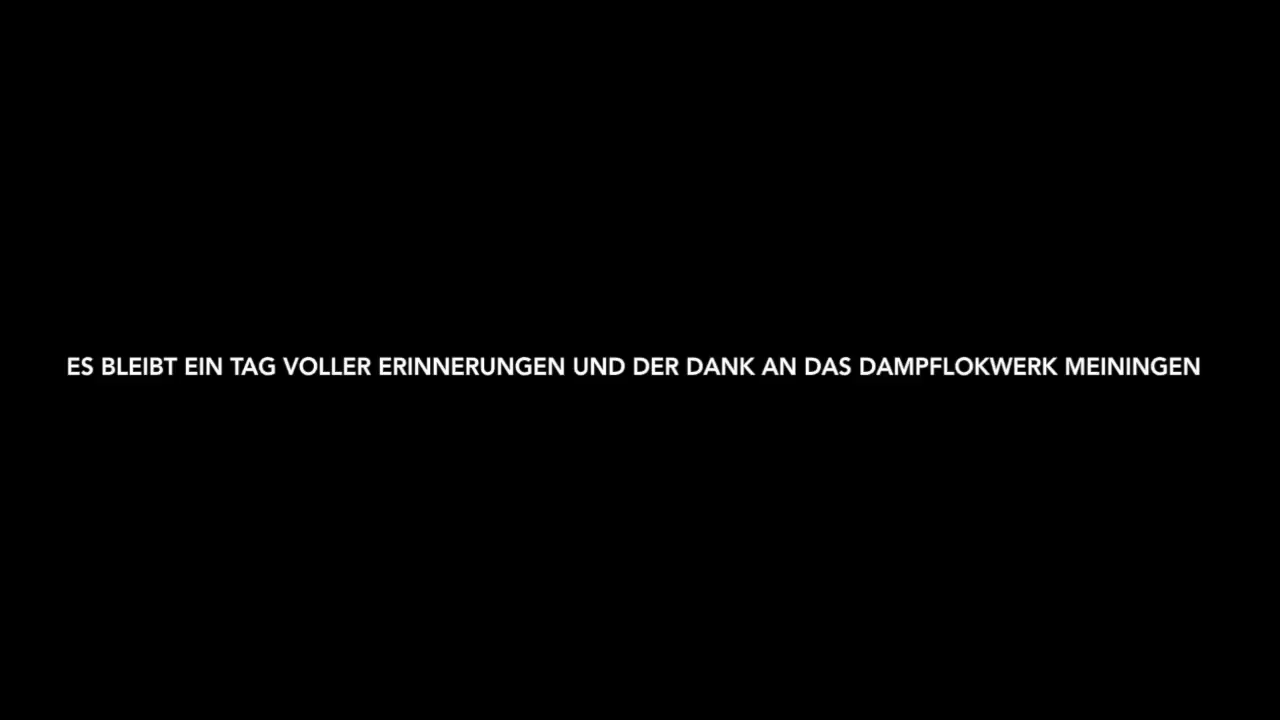 ES BLEIBT EIN TAG VOLLER ERINNERUNGEN UND DER DANK AN DAS DAMPFLOKWERK MEININGEN